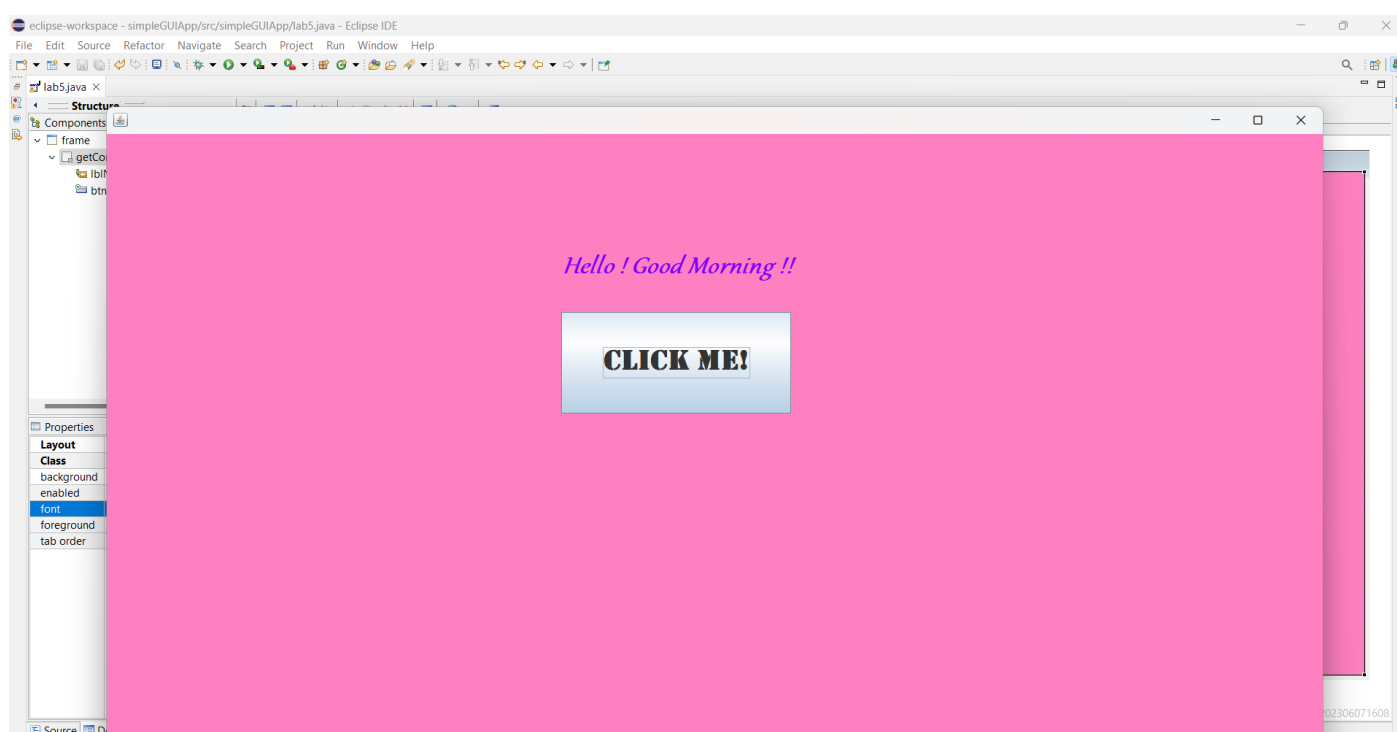 eclipse-workspace - simpleGUIApp/src/simpleGUIApp/lab5.java - Eclipse IDE
File Edit Source Refactor Navigate Search Project Run Window Help
lab5.java
Structure
Components
frame
getCo
lblN
btn
Hello ! Good Morning !!
CLICK ME!
Properties
Layout
Class
background
enabled
font
foreground
tab order
202306071608
Source D